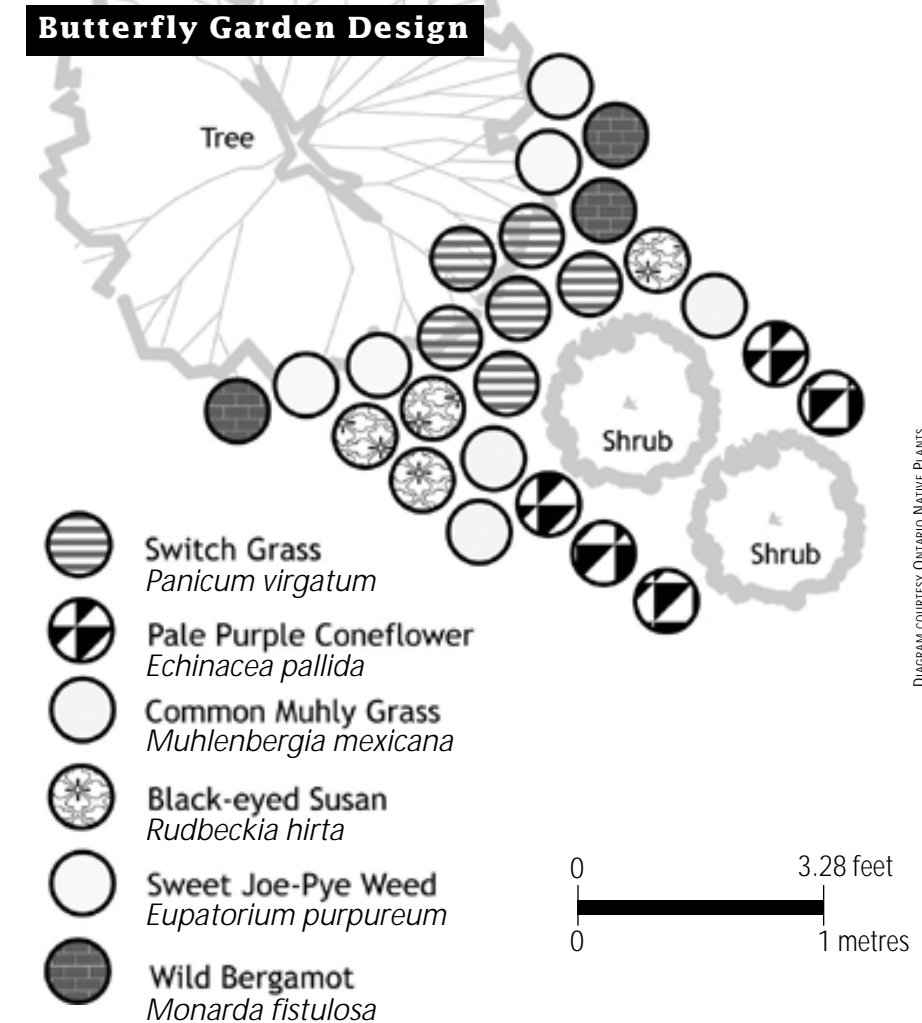 Butterfly Garden Design
Tree
Shrub
Shrub
DIAGRAM COURTESY ONTARIO NATIVE PLANTS
Switch Grass
Panicum virgatum
Pale Purple Coneflower
Echinacea pallida
Common Muhly Grass
Muhlenbergia mexicana
Black-eyed Susan
Rudbeckia hirta
Sweet Joe-Pye Weed
Eupatorium purpureum
Wild Bergamot
Monarda fistulosa
0 3.28 feet
0 1 metres